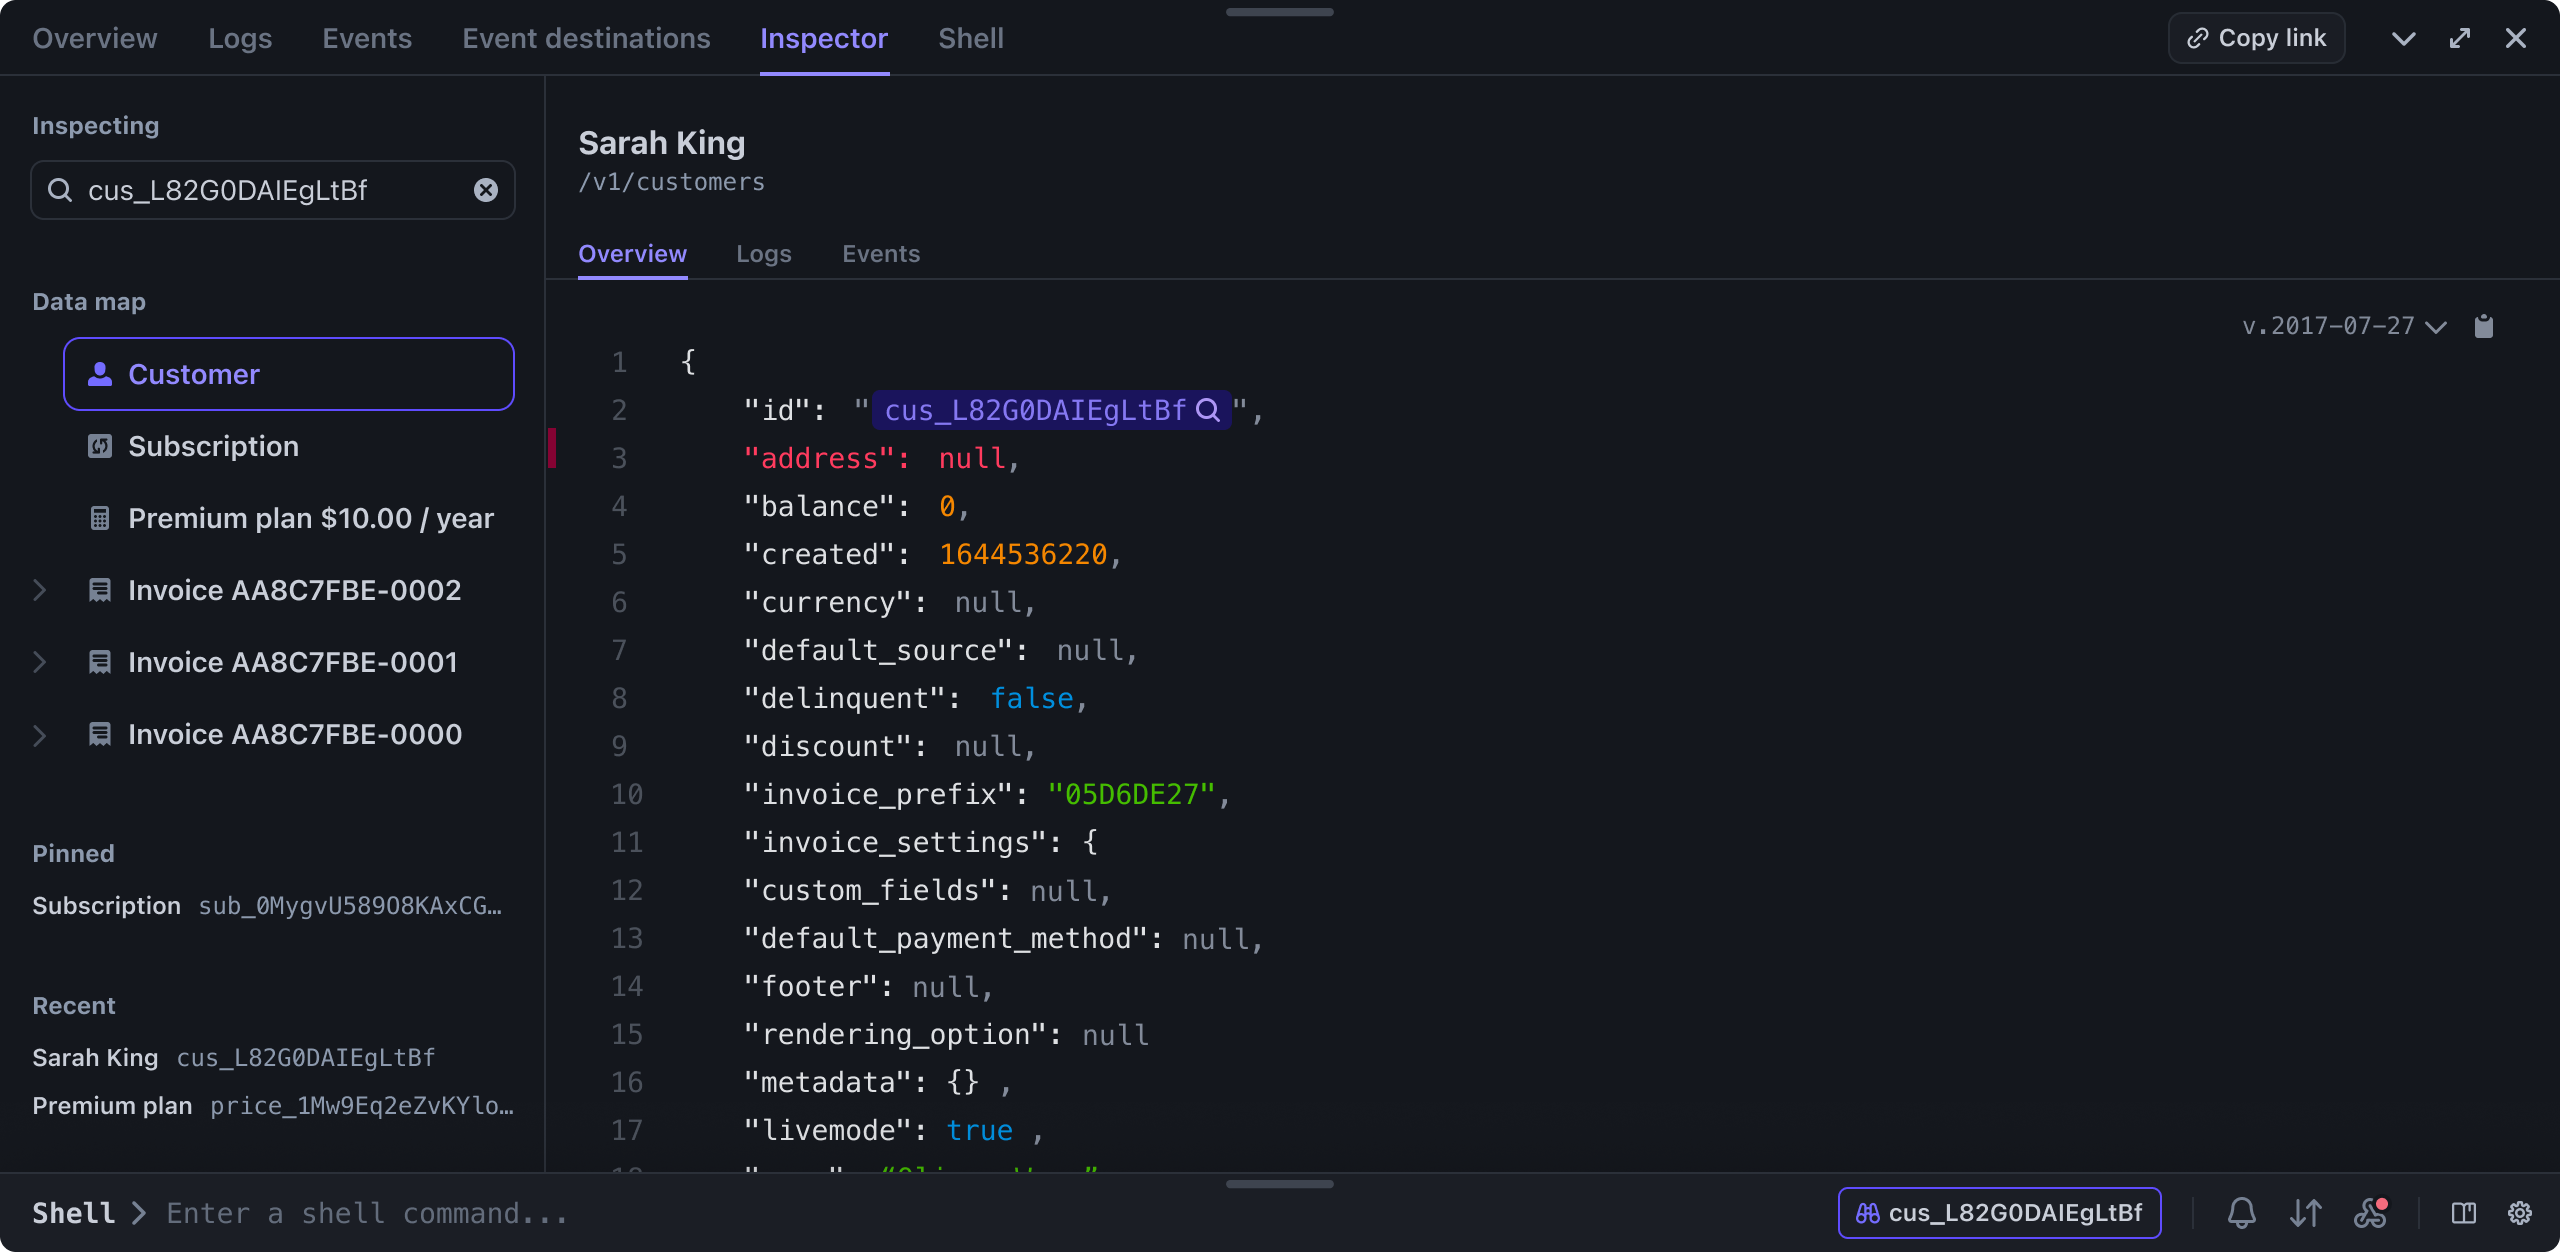 Overview Logs Events Event destinations Inspector Shell Copy link
Inspecting
cus_L82G0DAIEgLtBf
Data map
Customer
Subscription
Premium plan $10.00 / year
Invoice AA8C7FBE-0002
Invoice AA8C7FBE-0001
Invoice AA8C7FBE-0000
Pinned
Subscription sub_0MygvU589O8KAxCG…
Recent
Sarah King cus_L82G0DAIEgLtBf
Premium plan price_1Mw9Eq2eZvKYlo…
Sarah King
/v1/customers
Overview Logs Events
v.2017-07-27
1 {
2 "id": "cus_L82G0DAIEgLtBf",
3 "address": null,
4 "balance": 0,
5 "created": 1644536220,
6 "currency": null,
7 "default_source": null,
8 "delinquent": false,
9 "discount": null,
10 "invoice_prefix": "05D6DE27",
11 "invoice_settings": {
12 "custom_fields": null,
13 "default_payment_method": null,
14 "footer": null,
15 "rendering_option": null
16 "metadata": {} ,
17 "livemode": true ,
Shell > Enter a shell command... cus_L82G0DAIEgLtBf